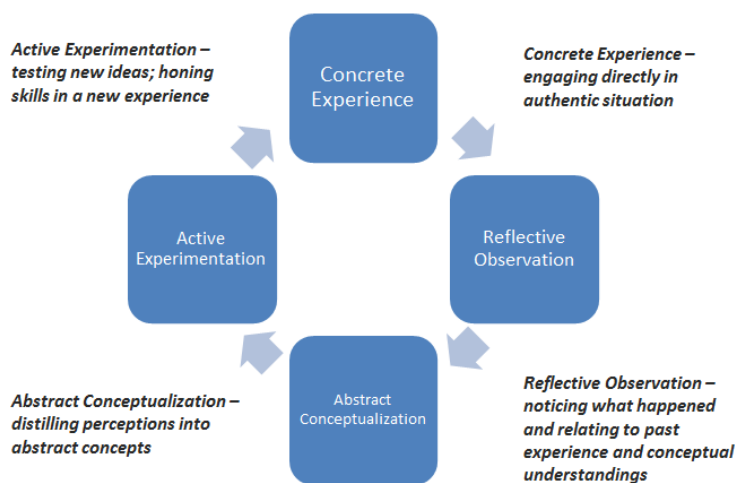 Active Experimentation –
testing new ideas; honing
skills in a new experience
Concrete
Experience
Concrete Experience –
engaging directly in
authentic situation
Active
Experimentation
Reflective
Observation
Abstract Conceptualization –
distilling perceptions into
abstract concepts
Abstract
Conceptualization
Reflective Observation –
noticing what happened
and relating to past
experience and conceptual
understandings